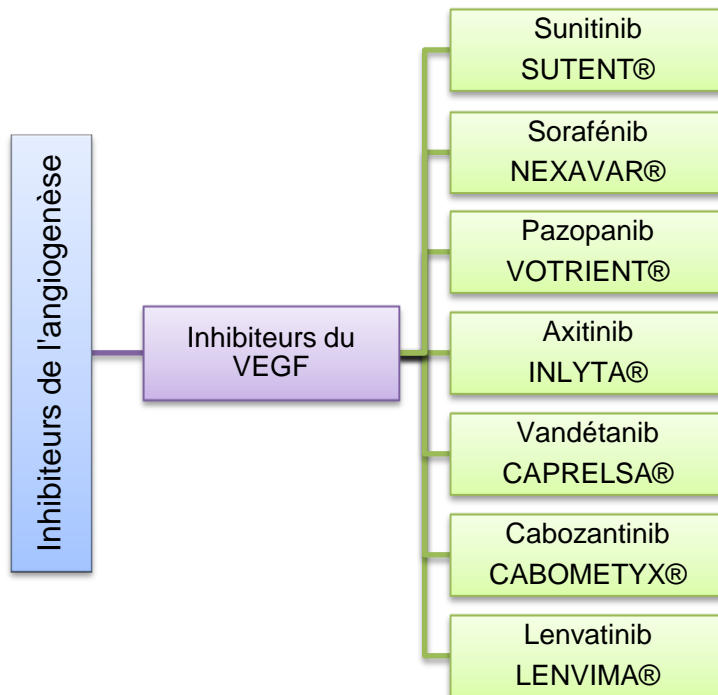 Inhibiteurs de l'angiogenèse
Inhibiteurs du
VEGF
Sunitinib
SUTENT®
Sorafénib
NEXAVAR®
Pazopanib
VOTRIENT®
Axitinib
INLYTA®
Vandétanib
CAPRELSA®
Cabozantinib
CABOMETYX®
Lenvatinib
LENVIMA®